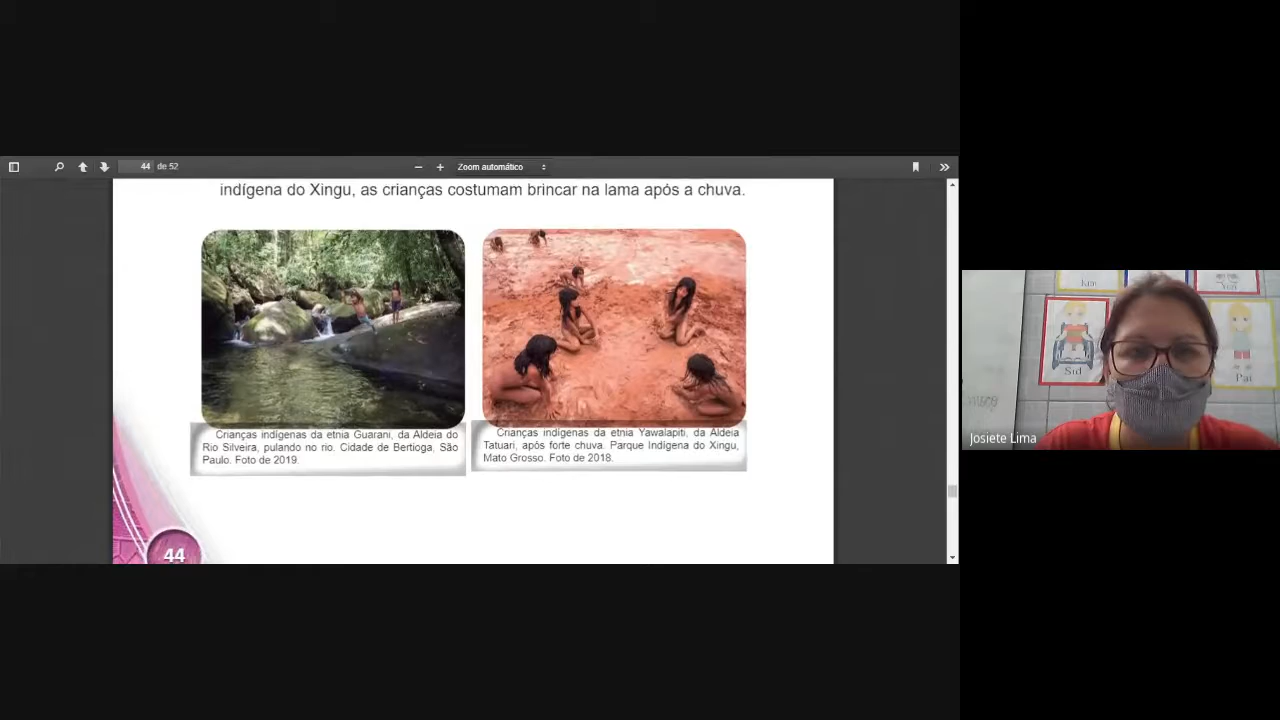 44 de 52
Zoom automático
indígena do Xingu, as crianças costumam brincar na lama após a chuva.
Crianças indígenas da etnia Guarani, da Aldeia do
Rio Silveira, pulando no rio. Cidade de Bertioga, São
Paulo. Foto de 2019.
Crianças indígenas da etnia Yawalapiti, da Aldeia
Tatuari, após forte chuva. Parque Indígena do Xingu,
Mato Grosso. Foto de 2018.
44
Kim
Sid
Pai
Josiete Lima